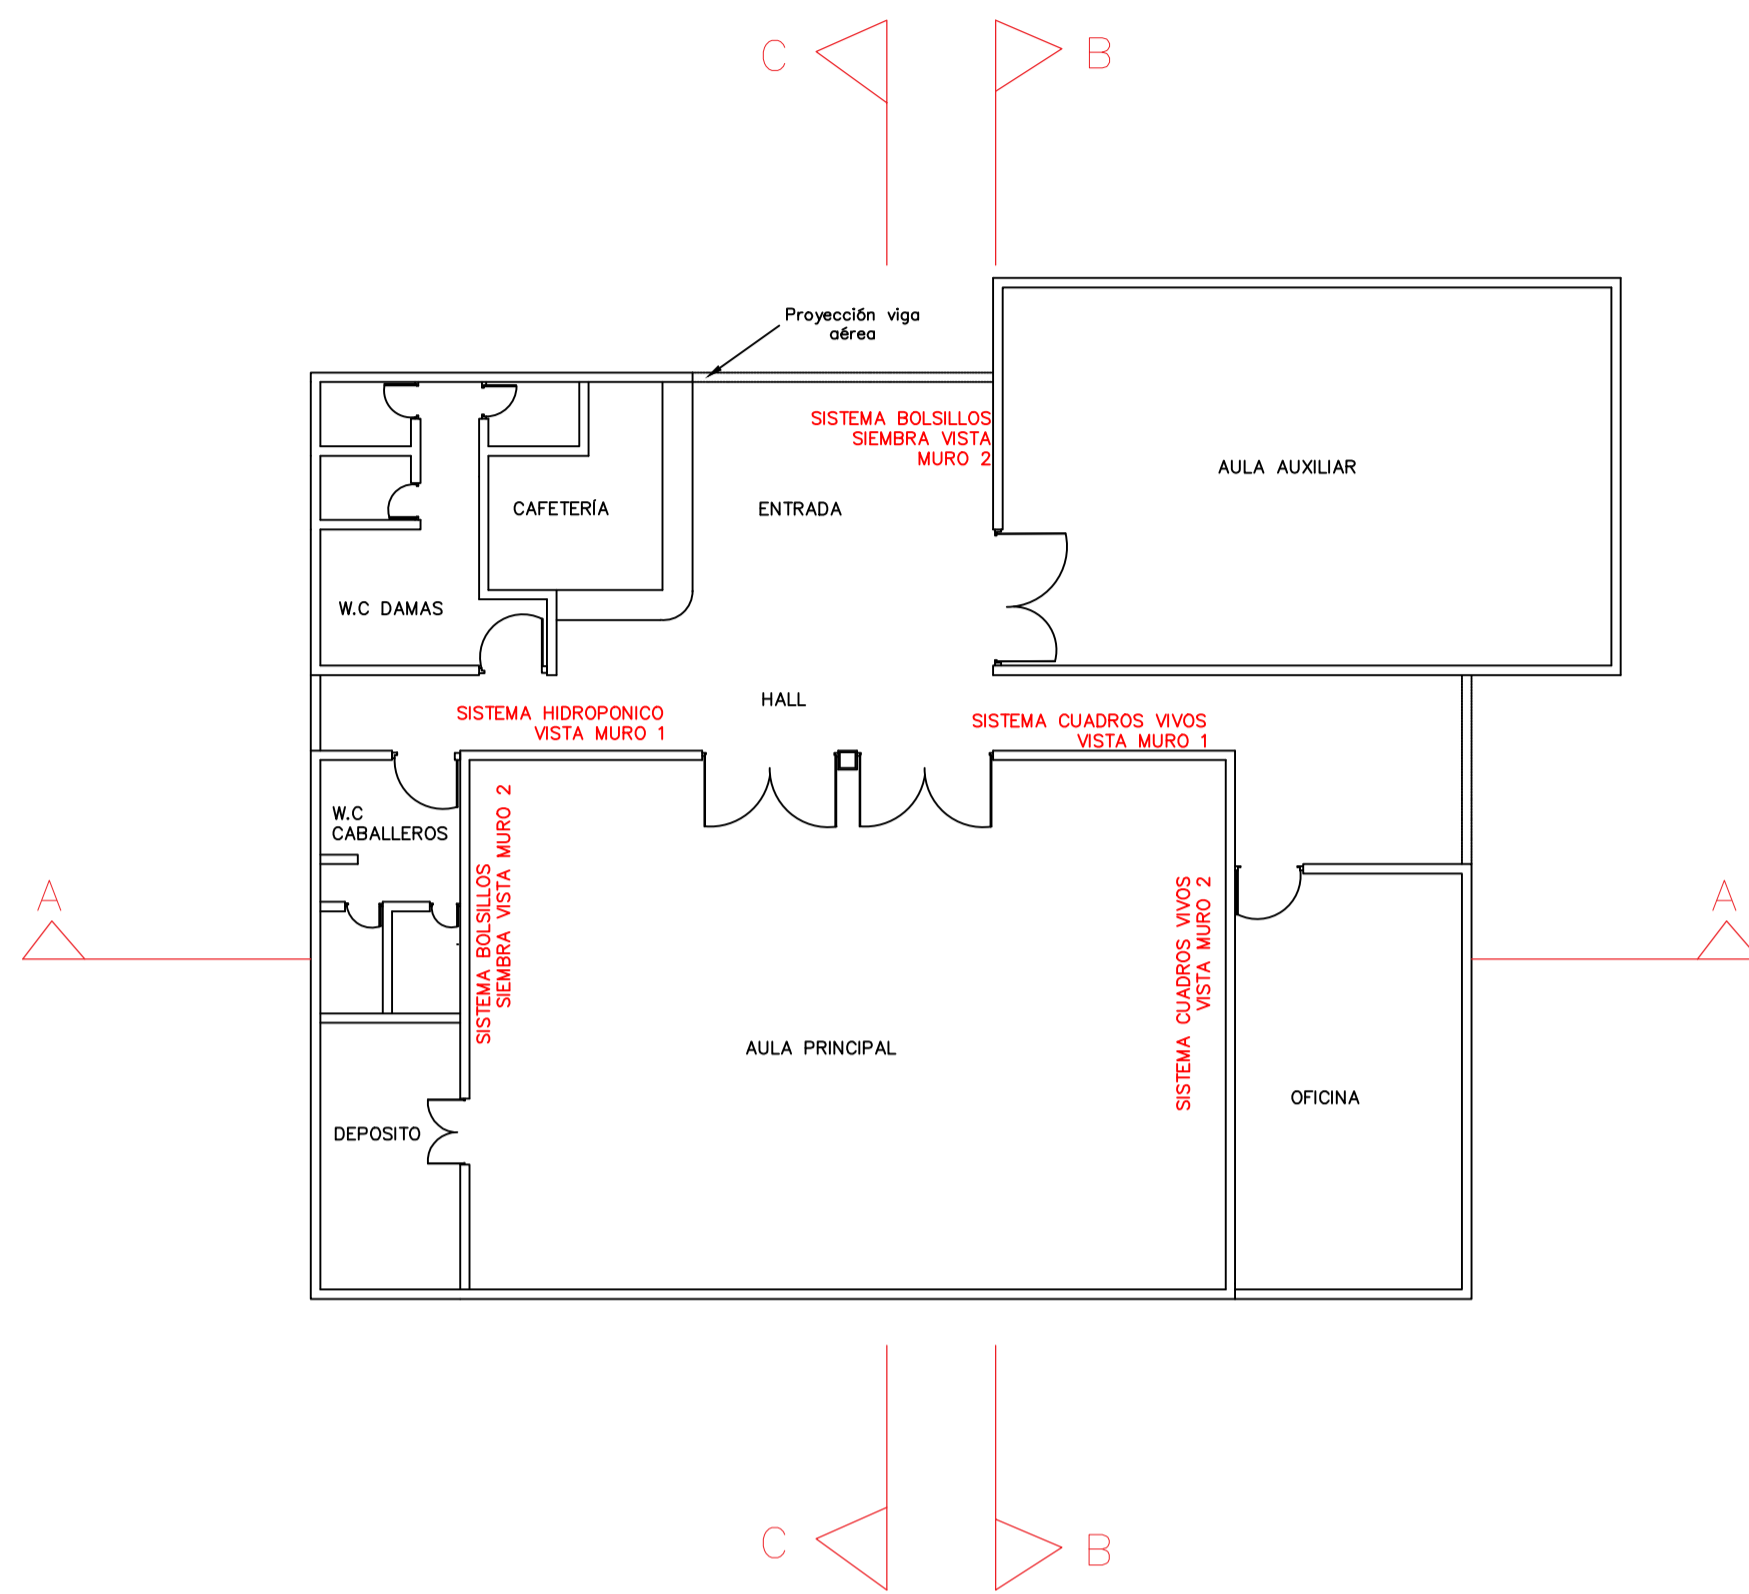 C
B
Proyección viga
aérea
SISTEMA BOLSILLOS
SIEMBRA VISTA
MURO 2
AULA AUXILIAR
CAFETERÍA
ENTRADA
W.C DAMAS
HALL
SISTEMA HIDROPONICO
VISTA MURO 1
SISTEMA CUADROS VIVOS
VISTA MURO 1
W.C
CABALLEROS
SISTEMA BOLSILLOS
SIEMBRA VISTA MURO 2
SISTEMA CUADROS VIVOS
VISTA MURO 2
A
A
AULA PRINCIPAL
OFICINA
DEPOSITO
C
B